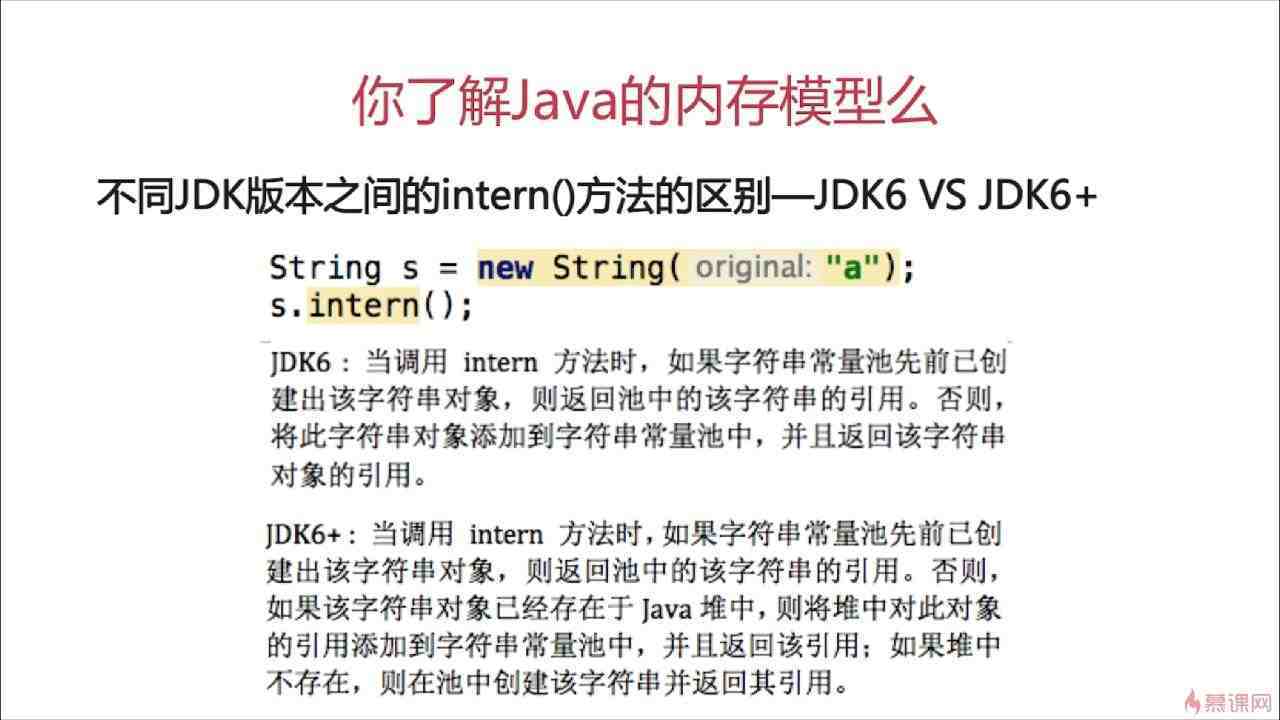 你了解Java的内存模型么
不同JDK版本之间的intern()方法的区别—JDK6 VS JDK6+
String s = new String( original: "a");
s.intern();
JDK6：当调用 intern 方法时，如果字符串常量池先前已创
建出该字符串对象，则返回池中的该字符串的引用。否则，
将此字符串对象添加到字符串常量池中，并且返回该字符串
对象的引用。
JDK6+：当调用 intern 方法时，如果字符串常量池先前已创
建出该字符串对象，则返回池中的该字符串的引用。否则，
如果该字符串对象已经存在于 Java 堆中，则将堆中对此对象
的引用添加到字符串常量池中，并且返回该引用；如果堆中
不存在，则在池中创建该字符串并返回其引用。
慕课网